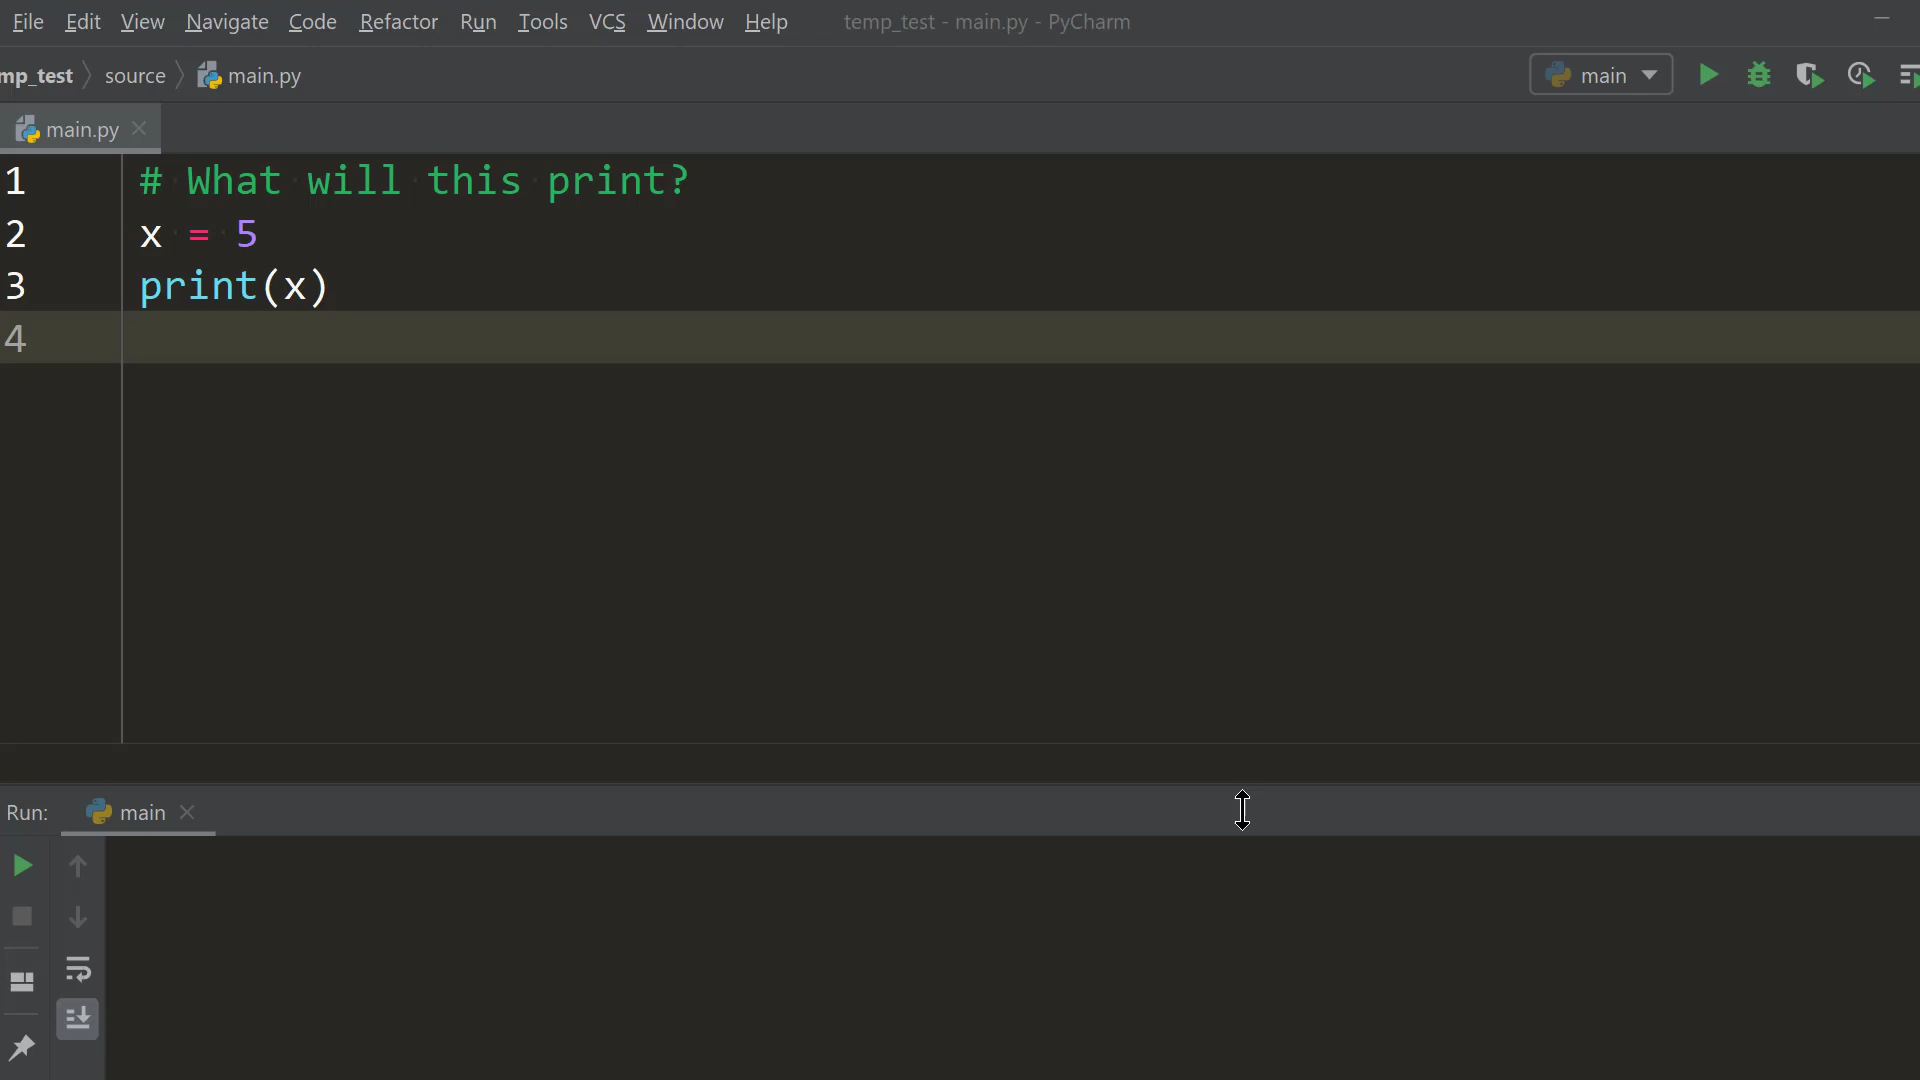 File Edit View Navigate Code Refactor Run Tools VCS Window Help temp_test - main.py - PyCharm
mp_test source main.py main
main.py
1 # What will this print?
2 x = 5
3 print(x)
4
Run: main